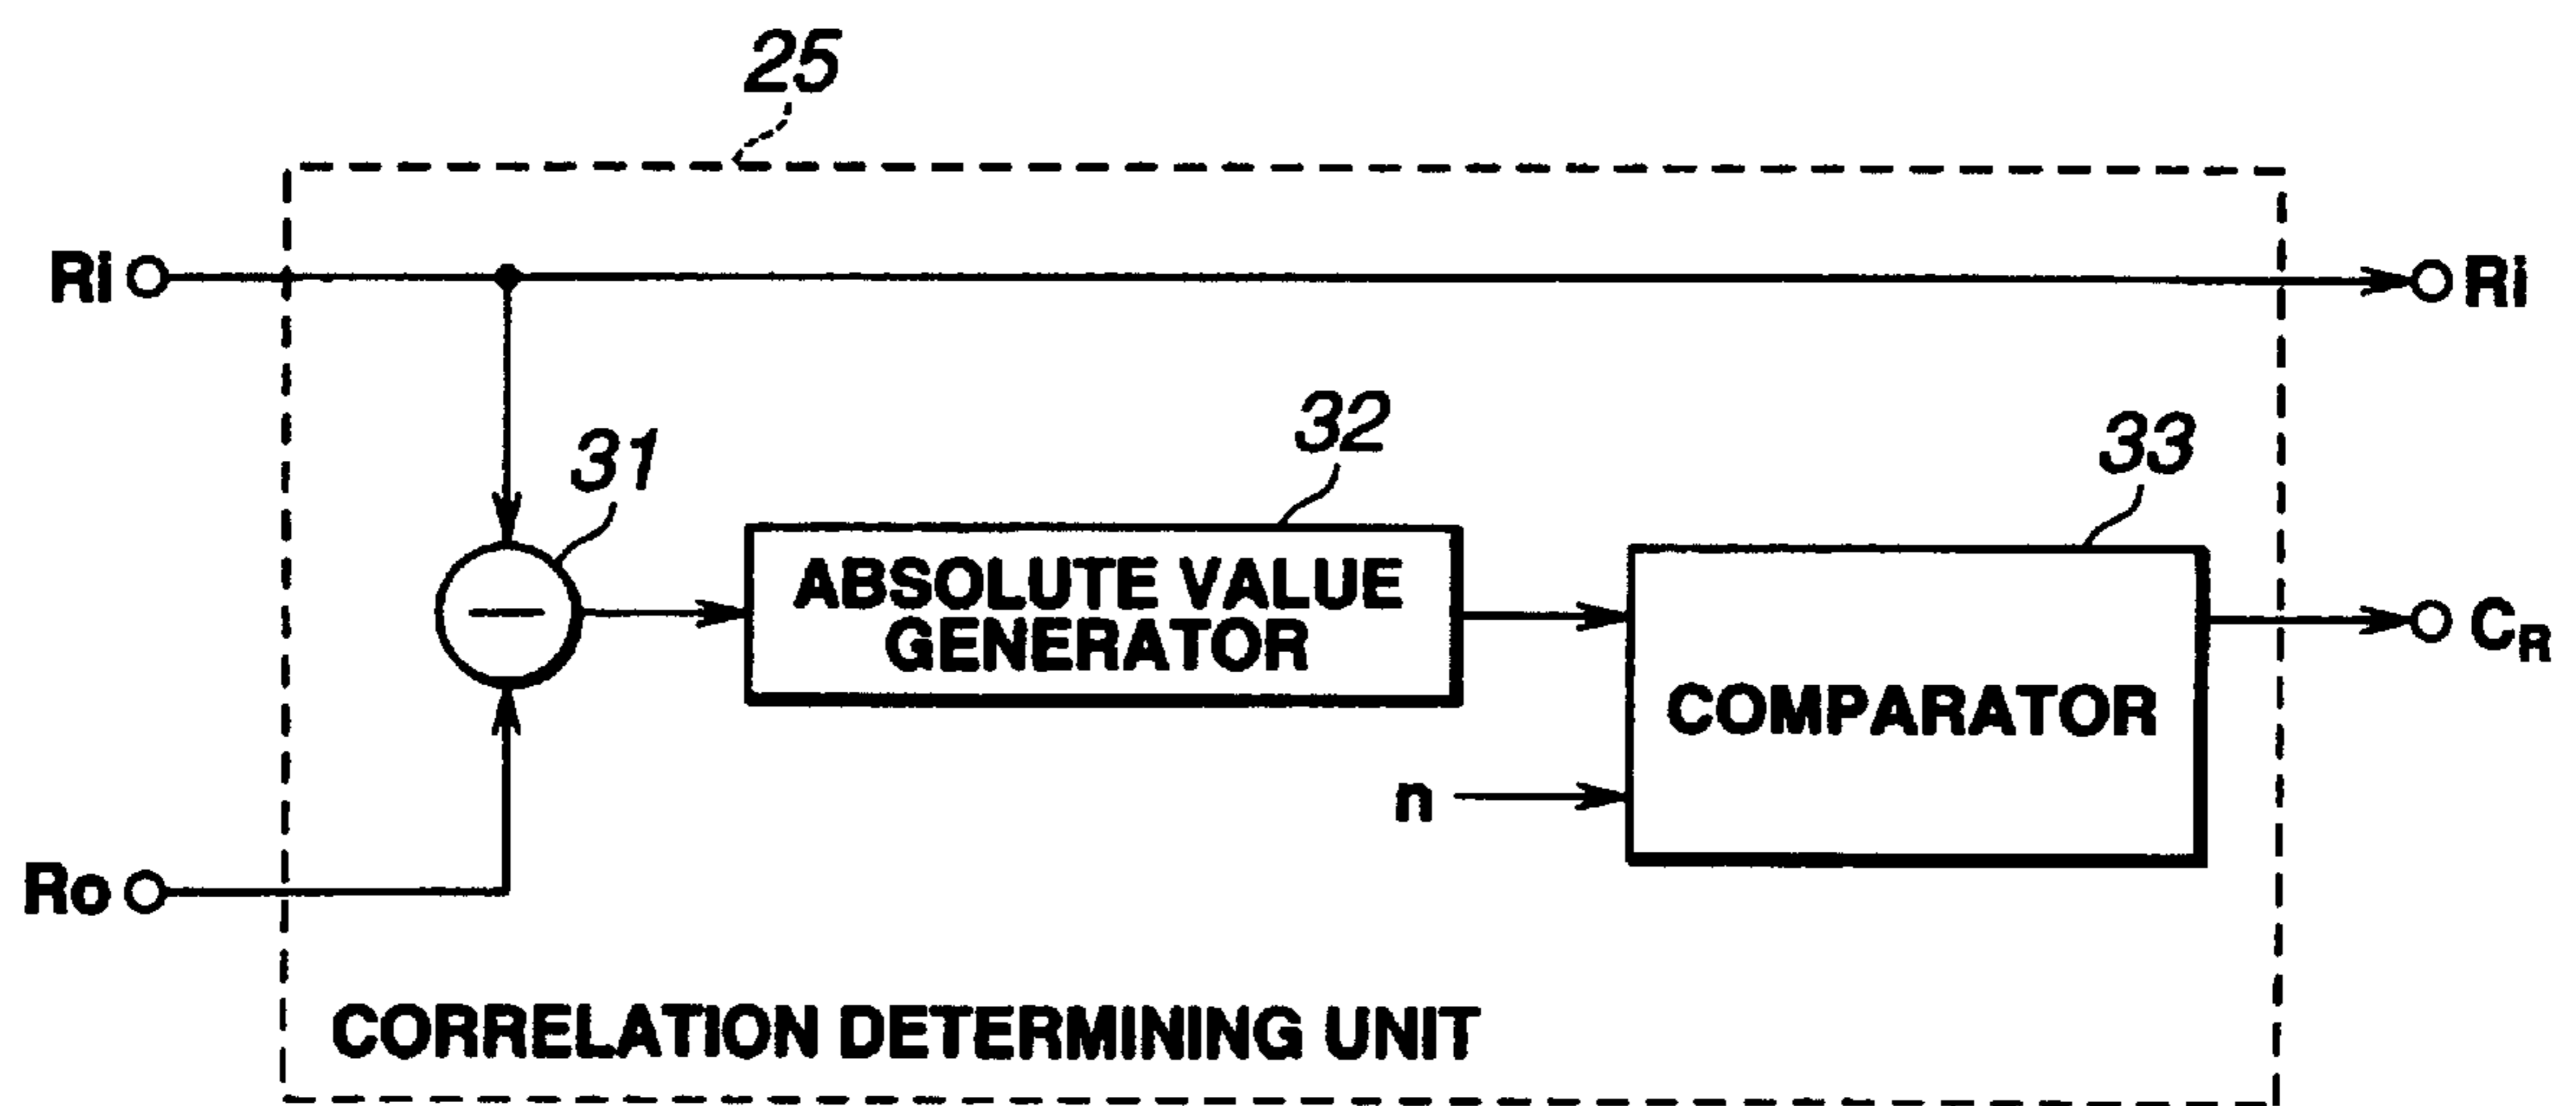 25
Ri
Ri
31
32
33
ABSOLUTE VALUE
GENERATOR
COMPARATOR
C_R
n
Ro
CORRELATION DETERMINING UNIT